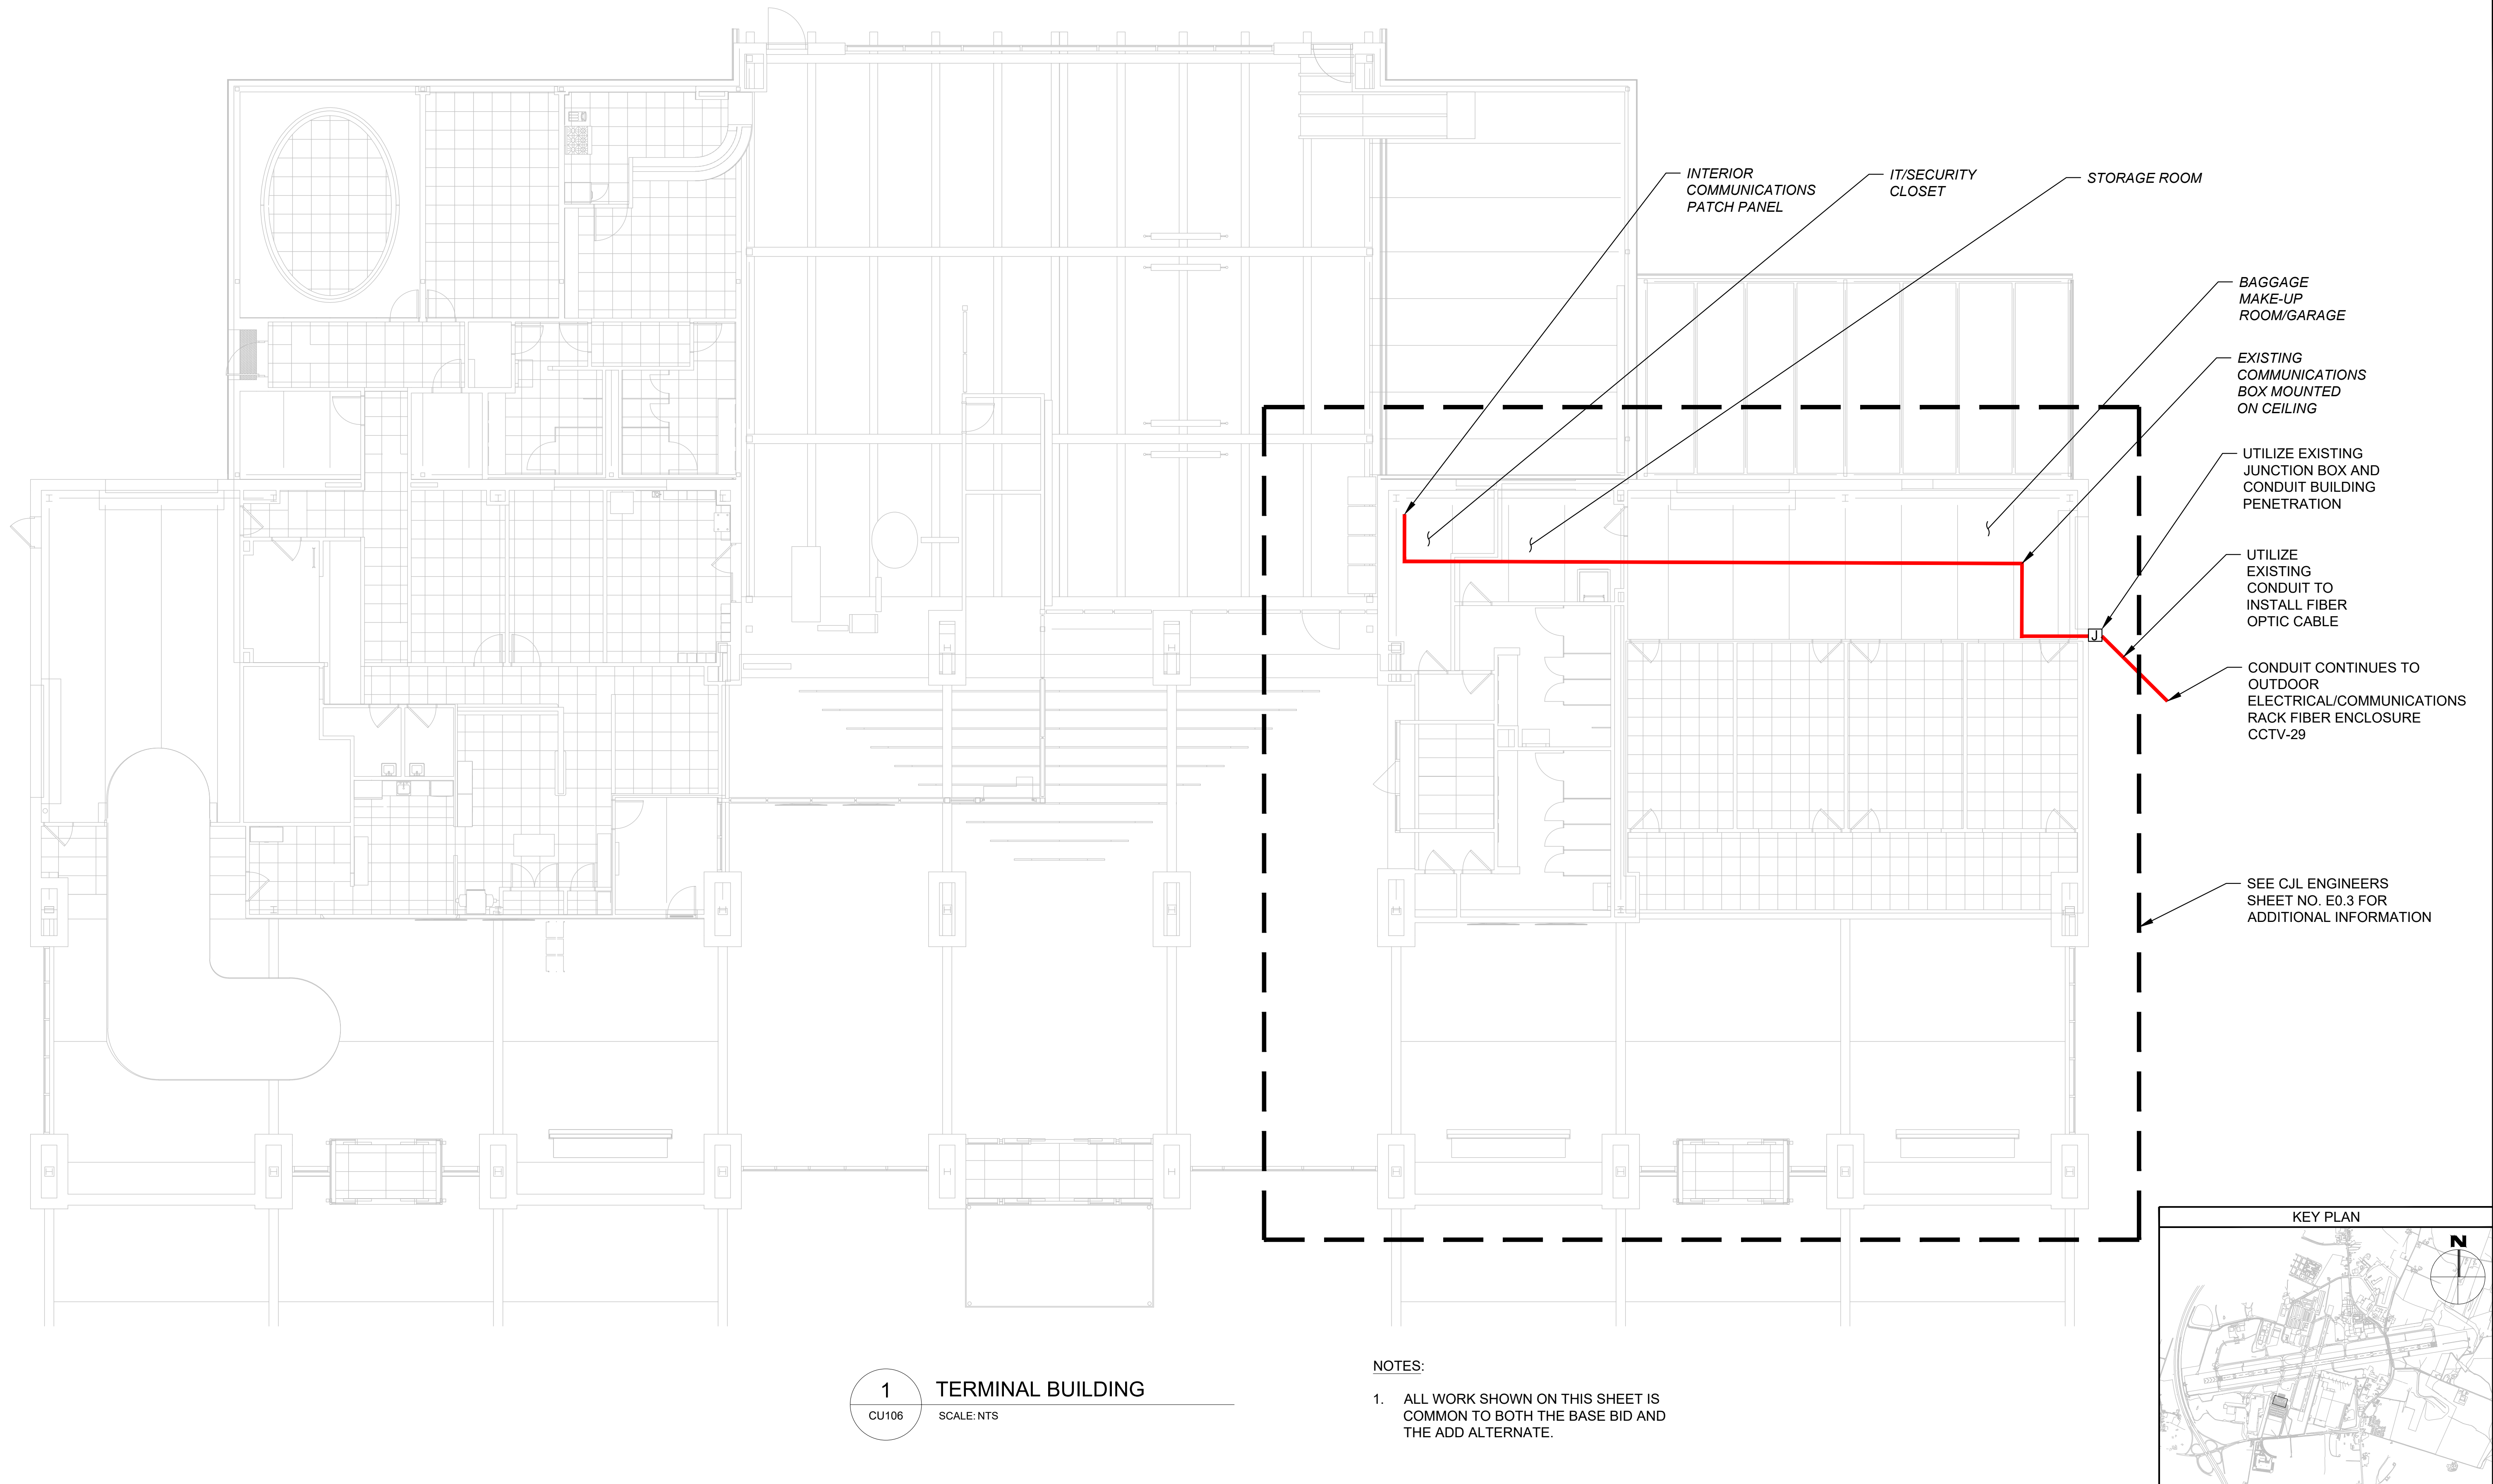 INTERIOR
COMMUNICATIONS
PATCH PANEL
IT/SECURITY
CLOSET
STORAGE ROOM
BAGGAGE
MAKE-UP
ROOM/GARAGE
EXISTING
COMMUNICATIONS
BOX MOUNTED
ON CEILING
UTILIZE EXISTING
JUNCTION BOX AND
CONDUIT BUILDING
PENETRATION
UTILIZE
EXISTING
CONDUIT TO
INSTALL FIBER
OPTIC CABLE
J
CONDUIT CONTINUES TO
OUTDOOR
ELECTRICAL/COMMUNICATIONS
RACK FIBER ENCLOSURE
CCTV-29
SEE CJL ENGINEERS
SHEET NO. E0.3 FOR
ADDITIONAL INFORMATION
KEY PLAN
N
1
CU106
TERMINAL BUILDING
SCALE: NTS
NOTES:
1. ALL WORK SHOWN ON THIS SHEET IS
COMMON TO BOTH THE BASE BID AND
THE ADD ALTERNATE.